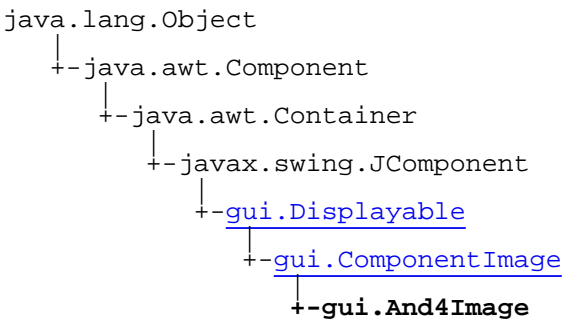 java.lang.Object
|
+-java.awt.Component
|
+-java.awt.Container
|
+-javax.swing.JComponent
|
+-gui.Displayable
|
+-gui.ComponentImage
|
+-gui.And4Image